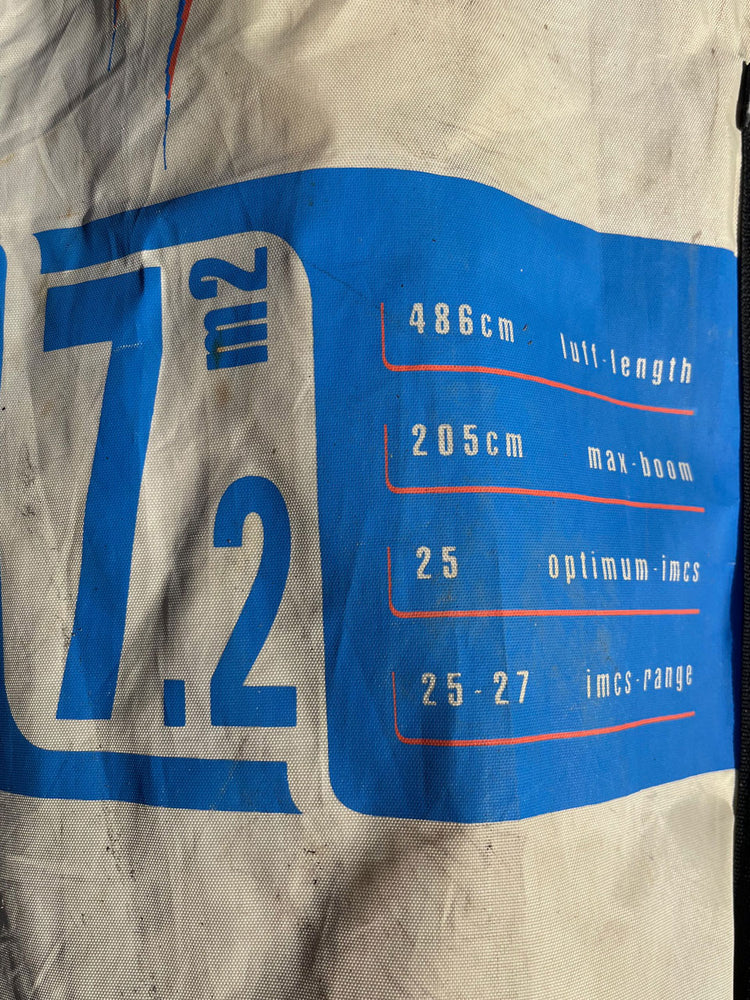 7.2 m2
486cm luff-length
205cm max-boom
25 optimum-imcs
25-27 imcs-range